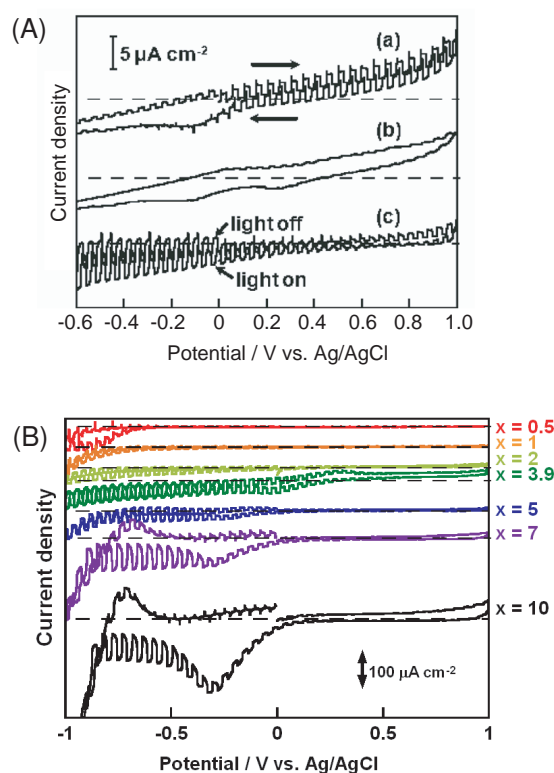 (A)
5 μA cm-2
(a)
(b)
(c)
light off
light on
Current density
-0.6 -0.4 -0.2 0 0.2 0.4 0.6 0.8 1.0
Potential / V vs. Ag/AgCl
(B)
x = 0.5
x = 1
x = 2
x = 3.9
x = 5
x = 7
x = 10
100 μA cm-2
Current density
-1 -0.5 0 0.5 1
Potential / V vs. Ag/AgCl